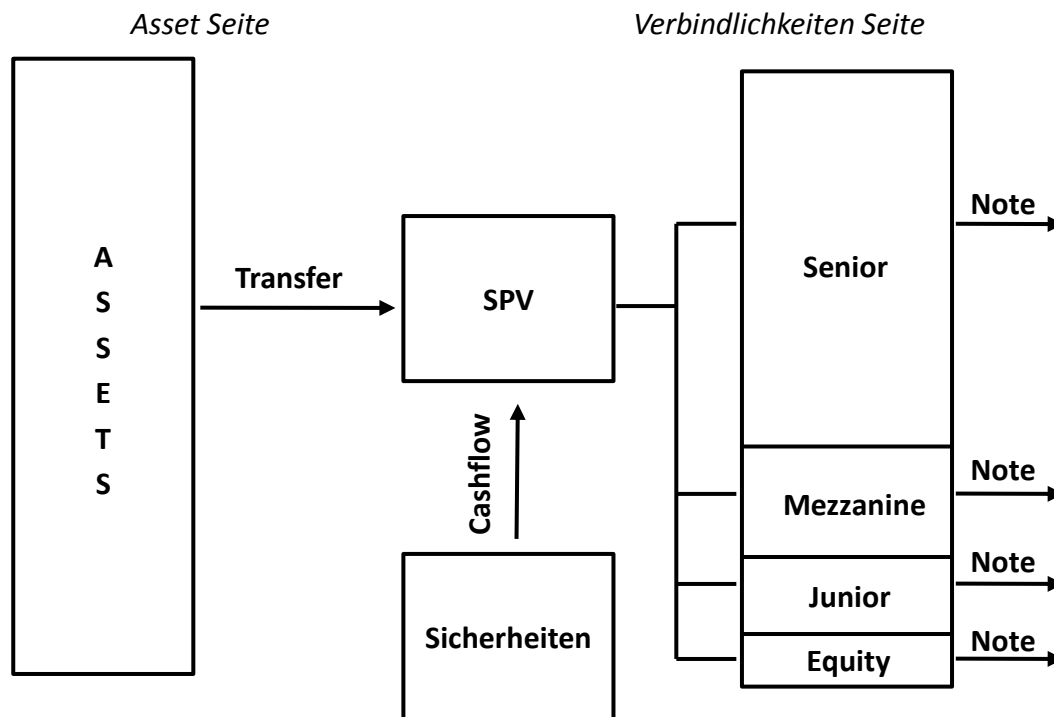 Asset Seite
Verbindlichkeiten Seite
A
S
S
E
T
S
Transfer
SPV
Cashflow
Sicherheiten
Senior
Mezzanine
Junior
Equity
Note
Note
Note
Note